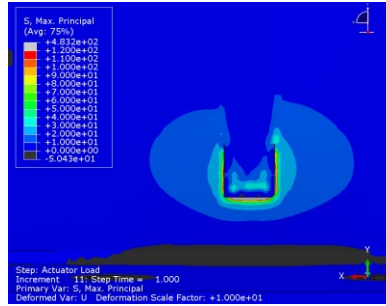 S, Max. Principal
(Avg: 75%)
+4.832e+02
+1.200e+02
+1.100e+02
+1.000e+02
+9.000e+01
+8.000e+01
+7.000e+01
+6.000e+01
+5.000e+01
+4.000e+01
+3.000e+01
+2.000e+01
+1.000e+01
+0.000e+00
-5.043e+01
Y
Step: Actuator Load
Increment 11: Step Time = 1.000
Primary Var: S, Max. Principal
Deformed Var: U Deformation Scale Factor: +1.000e+01
Y
X